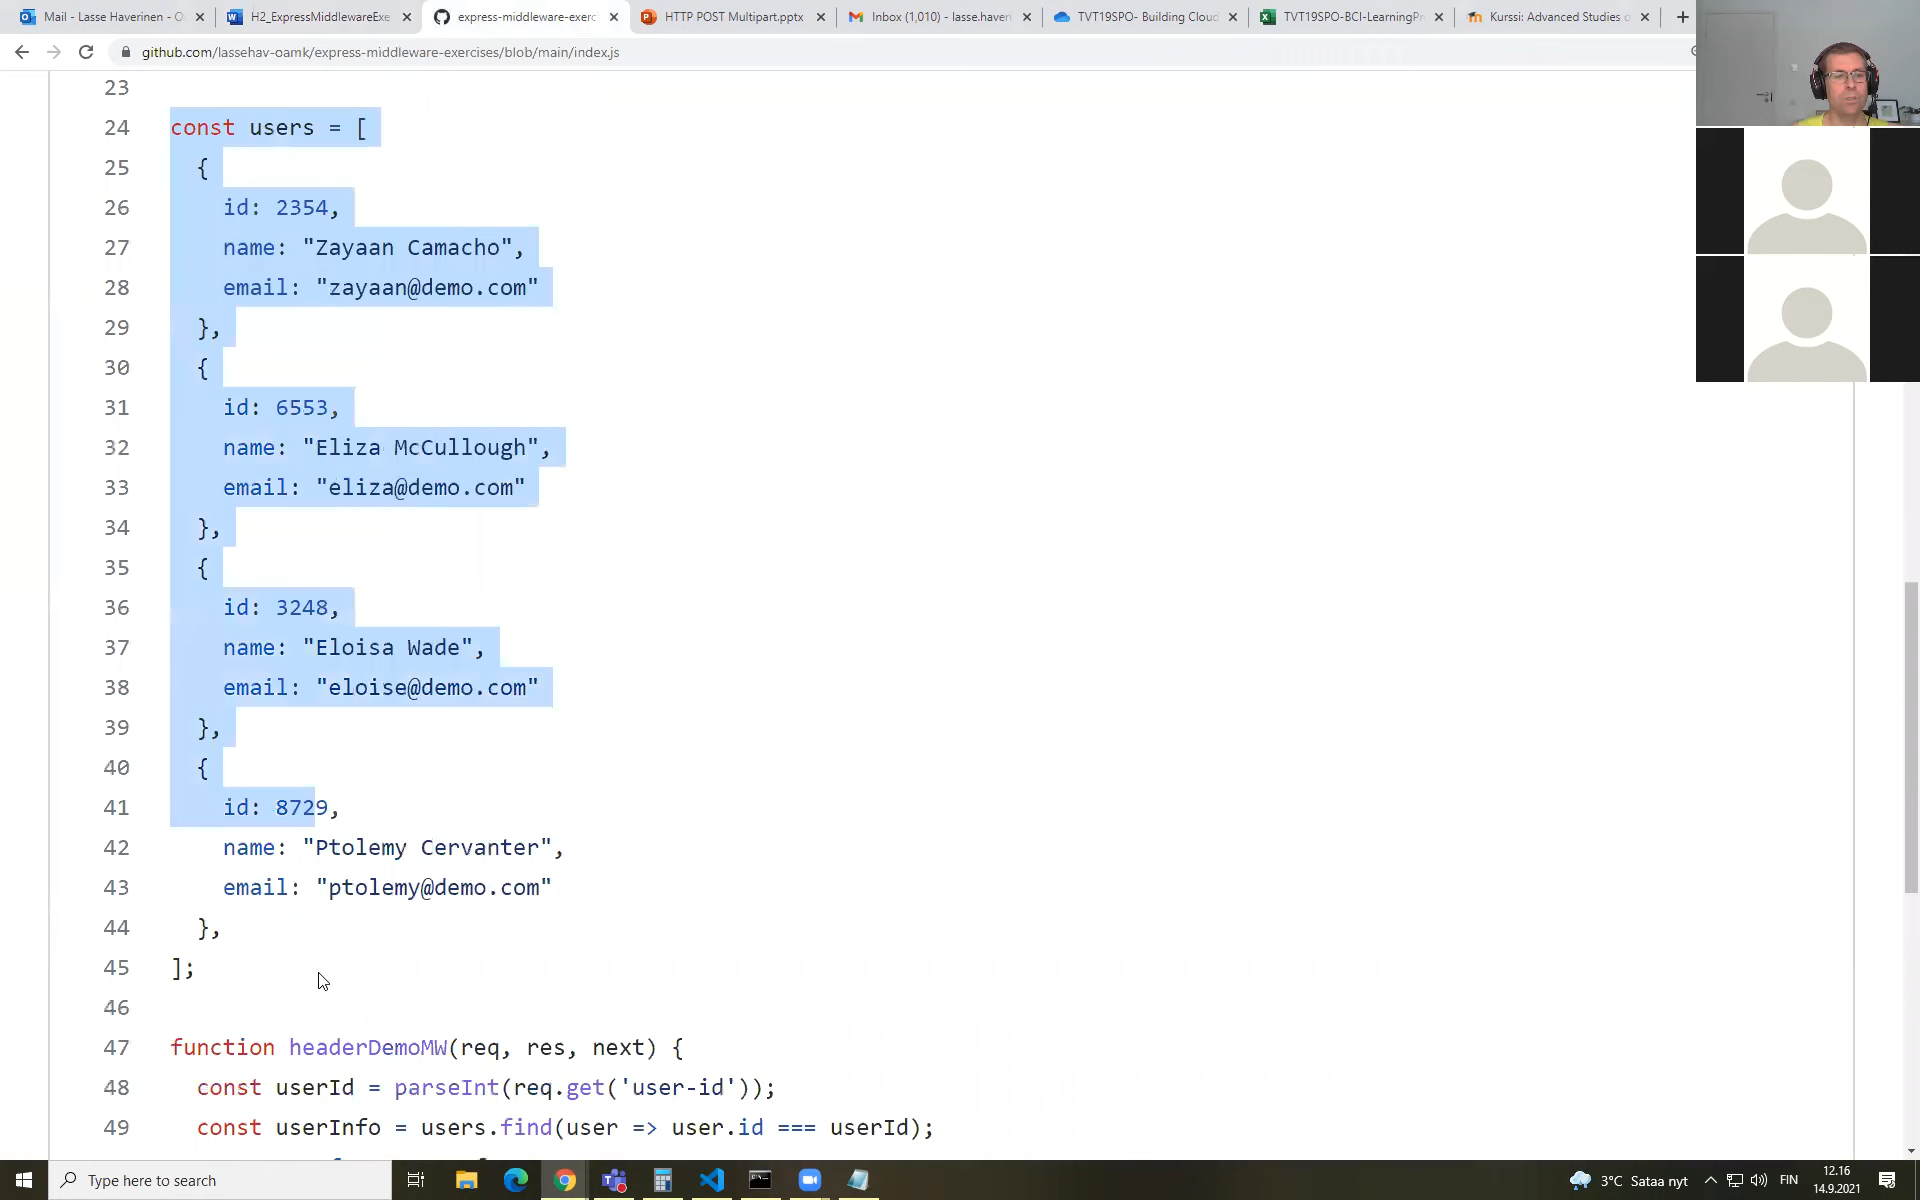 Mail - Lasse Haverinen - O
H2_ExpressMiddlewareExe
express-middleware-exerc
HTTP POST Multipart.pptx
Inbox (1,010) - lasse.haveri
TVT19SPO- Building Cloud
TVT19SPO-BCI-LearningPr
Kurssi: Advanced Studies o
github.com/lassehav-oamk/express-middleware-exercises/blob/main/index.js
23
24 const users = [
25 {
26 id: 2354,
27 name: "Zayaan Camacho",
28 email: "zayaan@demo.com"
29 },
30 {
31 id: 6553,
32 name: "Eliza McCullough",
33 email: "eliza@demo.com"
34 },
35 {
36 id: 3248,
37 name: "Eloisa Wade",
38 email: "eloise@demo.com"
39 },
40 {
41 id: 8729,
42 name: "Ptolemy Cervanter",
43 email: "ptolemy@demo.com"
44 },
45 ];
46
47 function headerDemoMW(req, res, next) {
48 const userId = parseInt(req.get('user-id'));
49 const userInfo = users.find(user => user.id === userId);
Type here to search
3°C Sataa nyt
FIN
12.16
14.9.2021